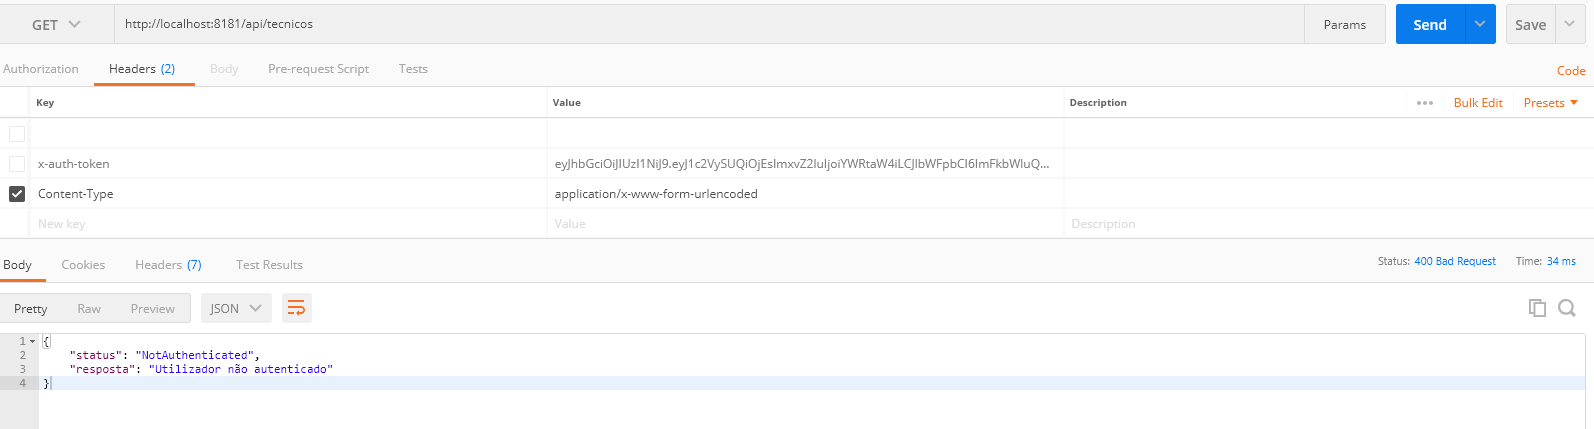 GET http://localhost:8181/api/tecnicos Params Send Save
Authorization Headers (2) Body Pre-request Script Tests Code
Key Value Description ••• Bulk Edit Presets
x-auth-token eyJhbGciOiJIUzI1NiJ9.eyJ1c2VySUQiOjEsImxvZ2luIjoiYWRtaW4iLCJlbWFpbCI6ImFkbWluQ...
Content-Type application/x-www-form-urlencoded
New key Value Description
Body Cookies Headers (7) Test Results Status: 400 Bad Request Time: 34 ms
Pretty Raw Preview JSON
1 {
2 "status": "NotAuthenticated",
3 "resposta": "Utilizador não autenticado"
4 }